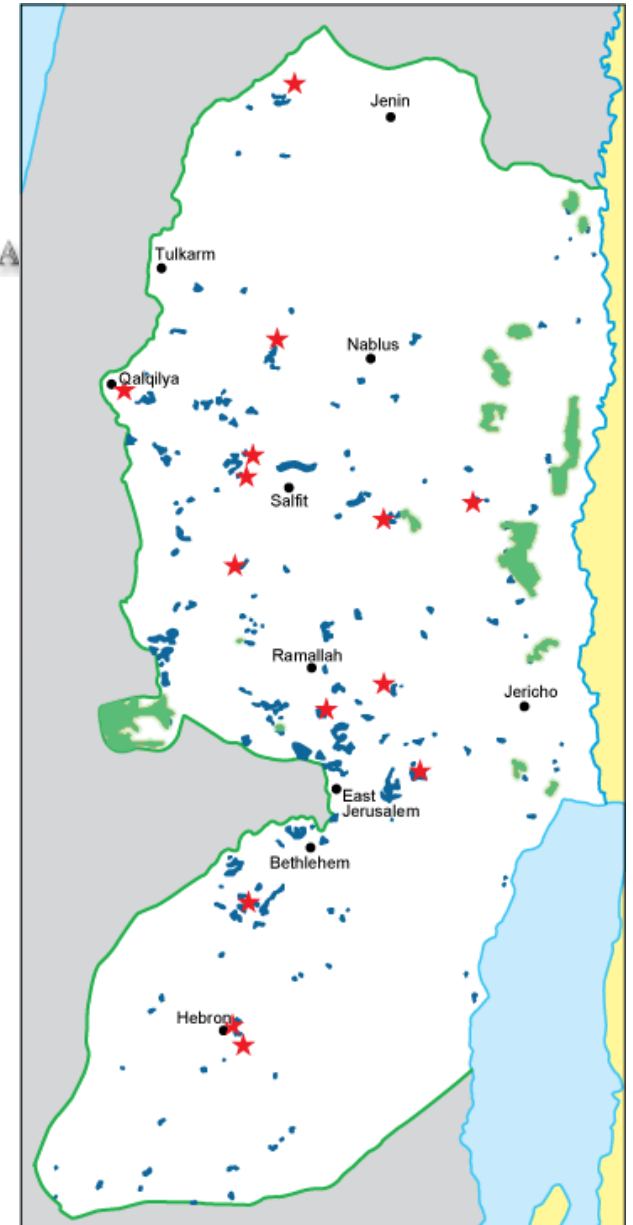 Jenin
A
Tulkarm
Nablus
Qalqilya
Salfit
Ramallah
Jericho
East
Jerusalem
Bethlehem
Hebron